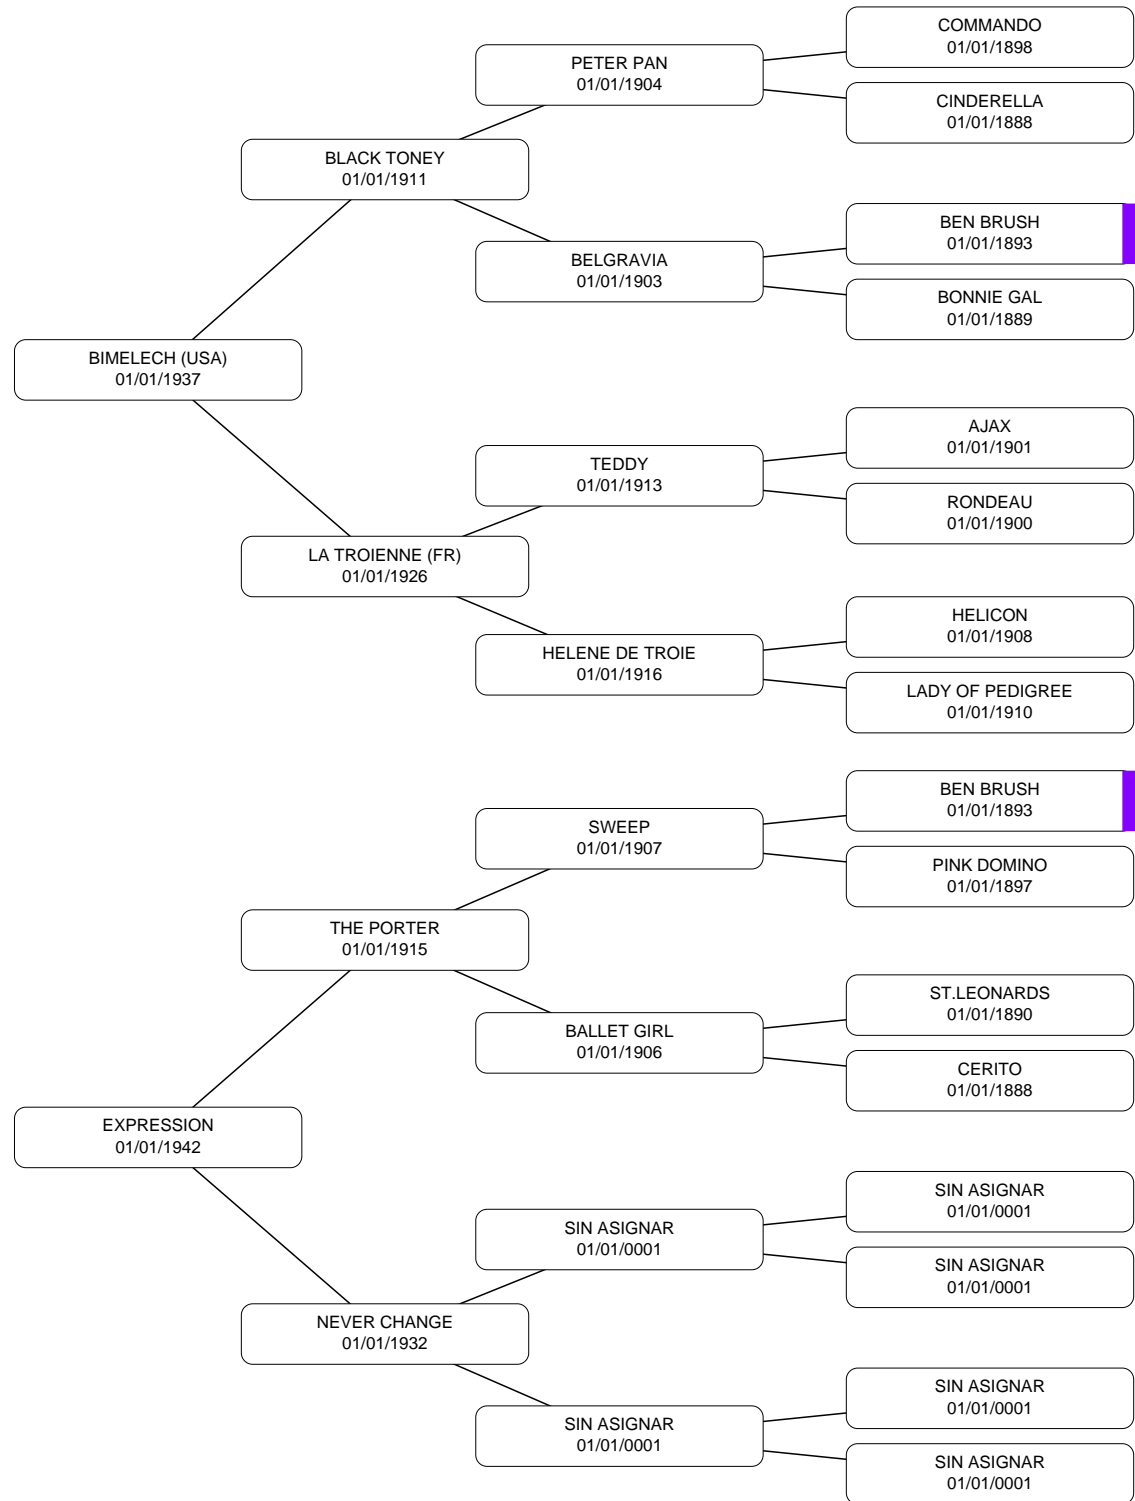 COMMANDO
01/01/1898
PETER PAN
01/01/1904
CINDERELLA
01/01/1888
BLACK TONEY
01/01/1911
BEN BRUSH
01/01/1893
BELGRAVIA
01/01/1903
BONNIE GAL
01/01/1889
BIMELECH (USA)
01/01/1937
AJAX
01/01/1901
TEDDY
01/01/1913
RONDEAU
01/01/1900
LA TROIENNE (FR)
01/01/1926
HELICON
01/01/1908
HELENE DE TROIE
01/01/1916
LADY OF PEDIGREE
01/01/1910
BEN BRUSH
01/01/1893
SWEEP
01/01/1907
PINK DOMINO
01/01/1897
THE PORTER
01/01/1915
ST.LEONARDS
01/01/1890
BALLET GIRL
01/01/1906
CERITO
01/01/1888
EXPRESSION
01/01/1942
SIN ASIGNAR
01/01/0001
SIN ASIGNAR
01/01/0001
SIN ASIGNAR
01/01/0001
NEVER CHANGE
01/01/1932
SIN ASIGNAR
01/01/0001
SIN ASIGNAR
01/01/0001
SIN ASIGNAR
01/01/0001